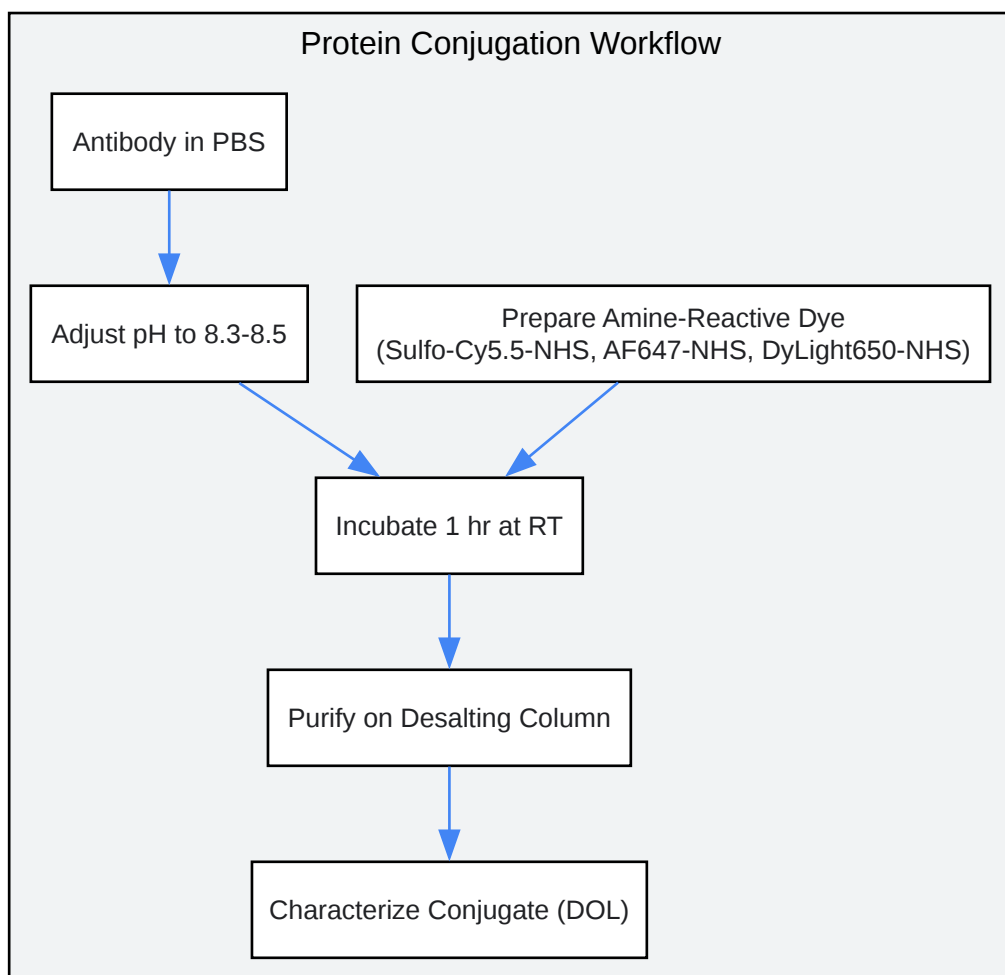 Protein Conjugation Workflow
Antibody in PBS
Adjust pH to 8.3-8.5
Prepare Amine-Reactive Dye
(Sulfo-Cy5.5-NHS, AF647-NHS, DyLight650-NHS)
Incubate 1 hr at RT
Purify on Desalting Column
Characterize Conjugate (DOL)